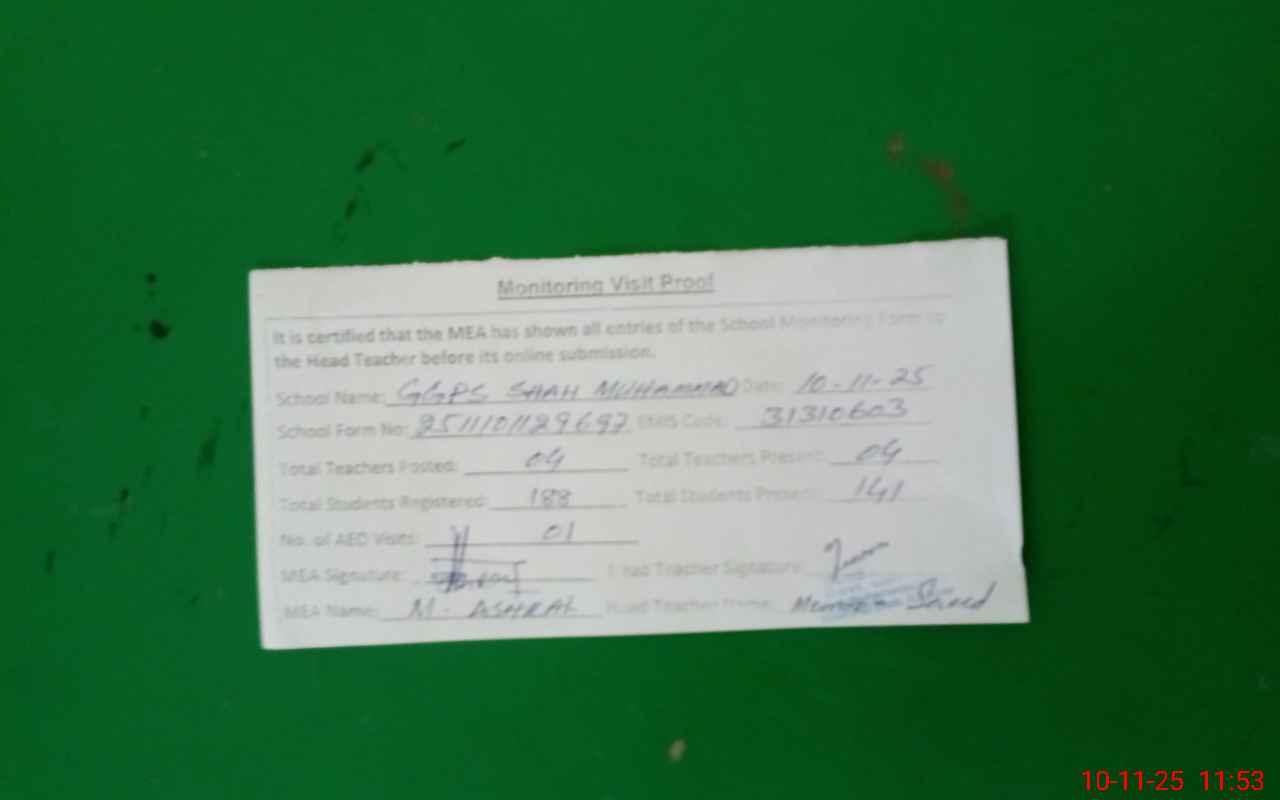 Monitoring Visit Proof
It is certified that the MEA has shown all entries of the School Monitoring Form to
the Head Teacher before its online submission.
School Name: GGPS SHAH MUHAMMAD Date: 10-11-25
School Form No: 2511101129697 EMIS Code: 31310603
Total Teachers Posted: 04 Total Teachers Present: 04
Total Students Registered: 188 Total Students Present: 141
No. of AEO Visits: 01
MEA Signature: Head Teacher Signature:
MEA Name: M. ASHRAF Head Teacher Name: Saeed
10-11-25 11:53